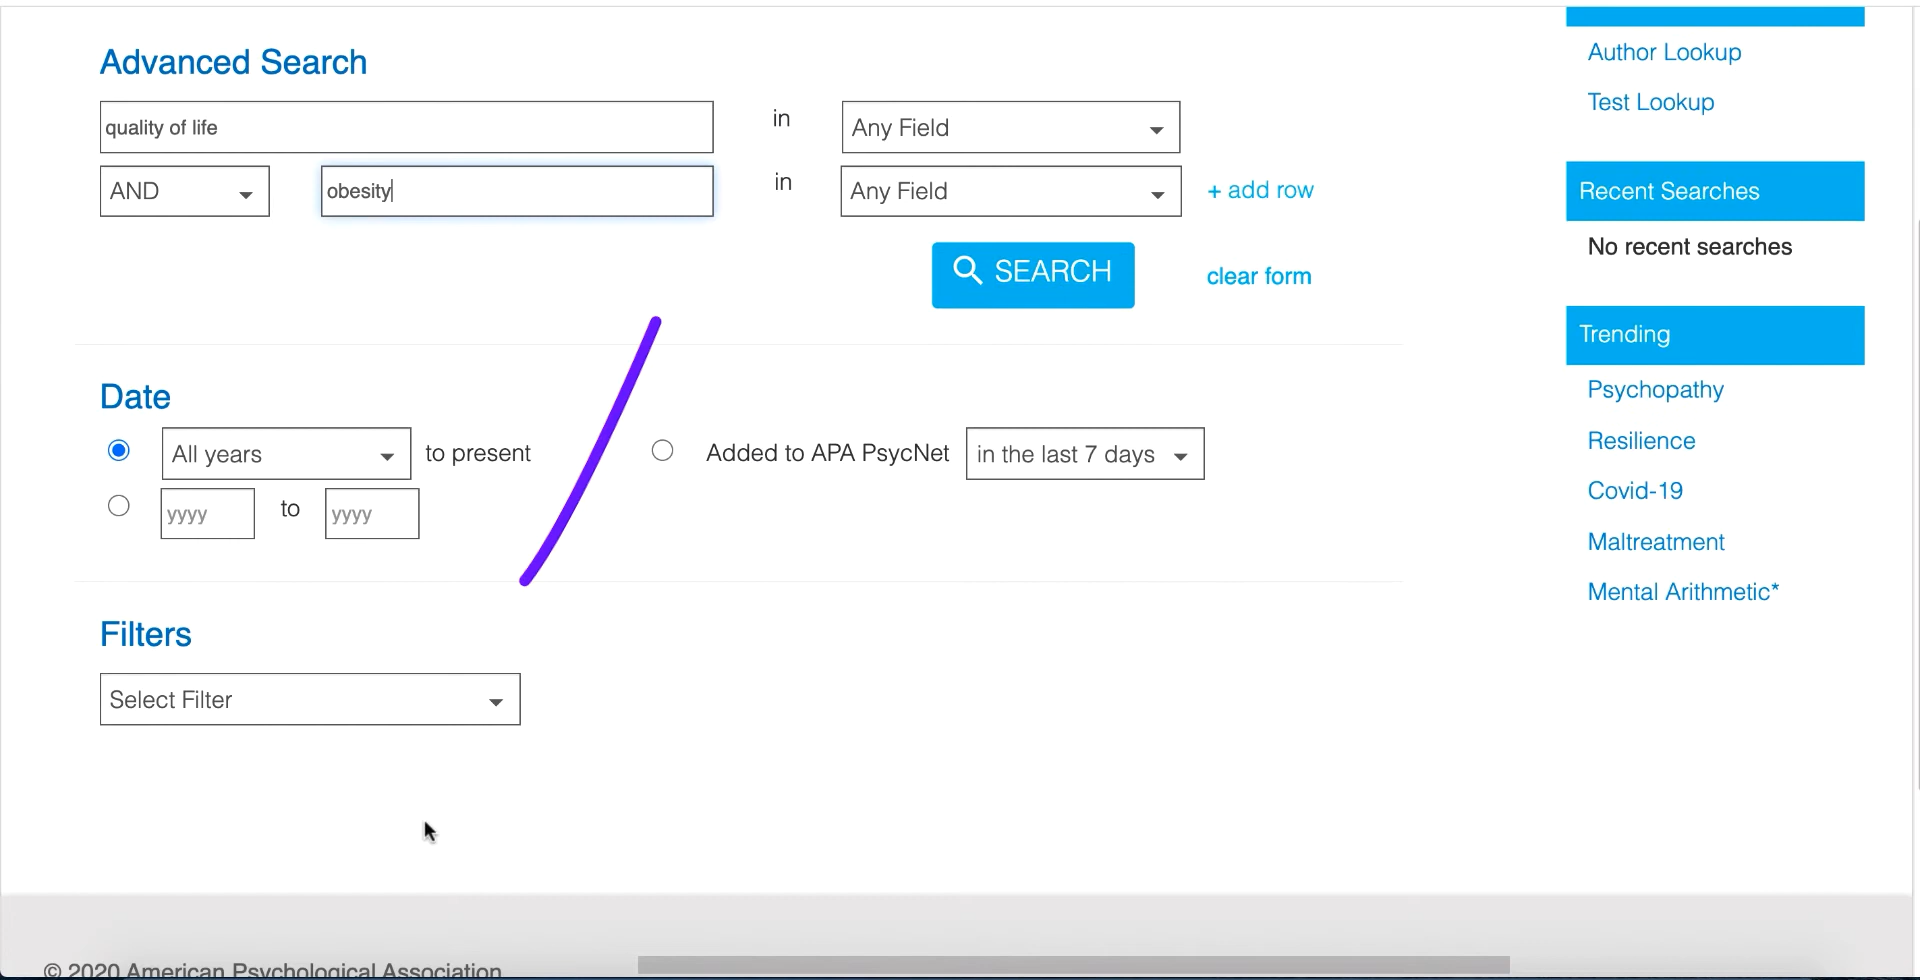 Advanced Search
quality of life in Any Field
AND obesity in Any Field + add row
SEARCH clear form
Date
All years to present Added to APA PsycNet in the last 7 days
yyyy to yyyy
Filters
Select Filter
Author Lookup
Test Lookup
Recent Searches
No recent searches
Trending
Psychopathy
Resilience
Covid-19
Maltreatment
Mental Arithmetic*
© 2020 American Psychological Association